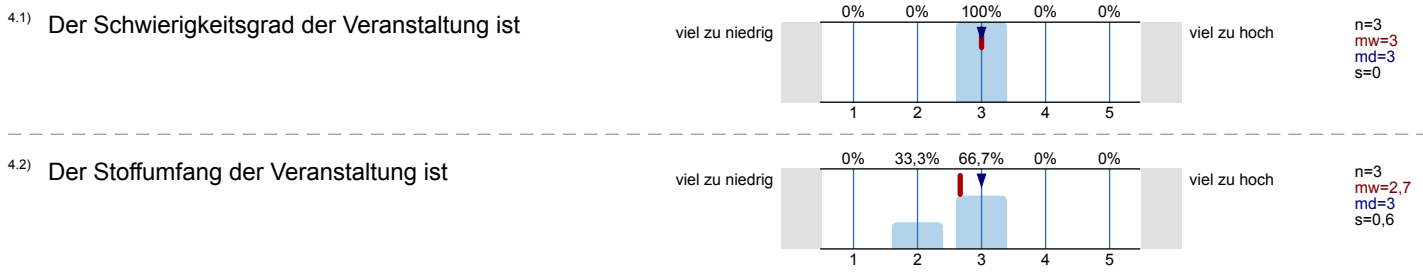 4.1) Der Schwierigkeitsgrad der Veranstaltung ist
0% 0% 100% 0% 0%
viel zu niedrig viel zu hoch
n=3
mw=3
md=3
s=0
1 2 3 4 5
4.2) Der Stoffumfang der Veranstaltung ist
0% 33,3% 66,7% 0% 0%
viel zu niedrig viel zu hoch
n=3
mw=2,7
md=3
s=0,6
1 2 3 4 5